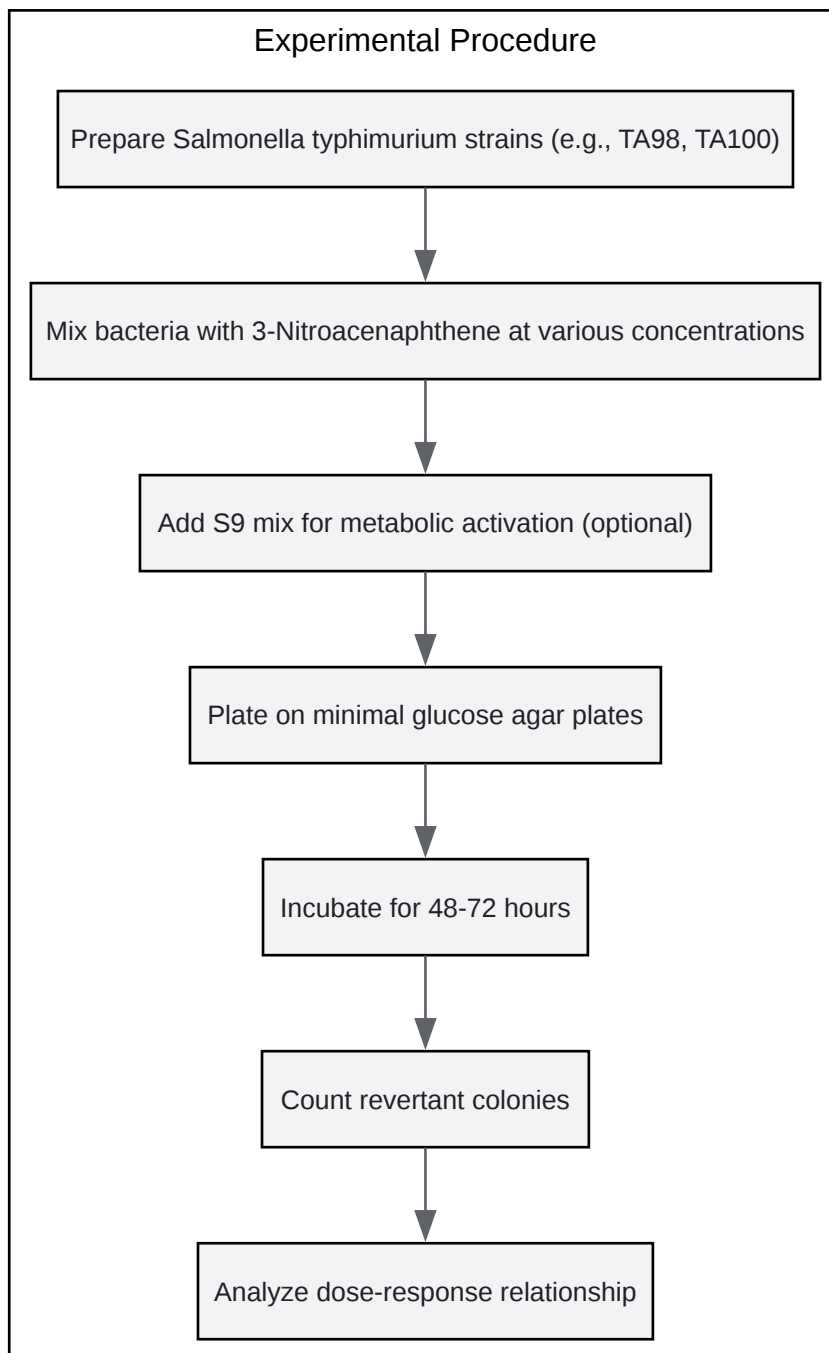 Experimental Procedure
Prepare Salmonella typhimurium strains (e.g., TA98, TA100)
Mix bacteria with 3-Nitroacenaphthene at various concentrations
Add S9 mix for metabolic activation (optional)
Plate on minimal glucose agar plates
Incubate for 48-72 hours
Count revertant colonies
Analyze dose-response relationship